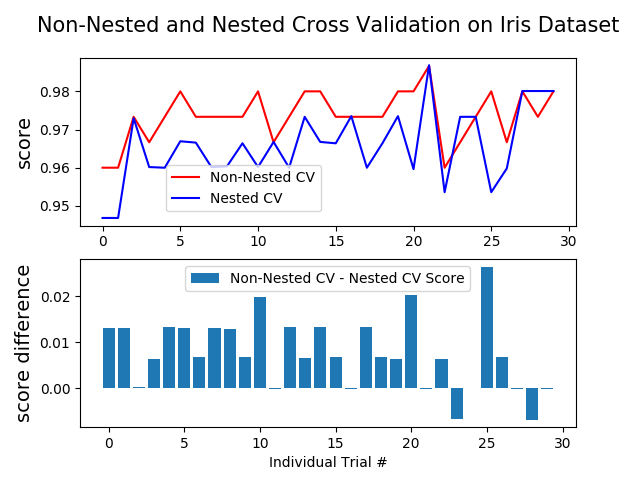 Non-Nested and Nested Cross Validation on Iris Dataset
score
0.98
0.97
0.96
0.95
Non-Nested CV
Nested CV
0 5 10 15 20 25 30
score difference
0.02
0.01
0.00
Non-Nested CV - Nested CV Score
0 5 10 15 20 25 30
Individual Trial #